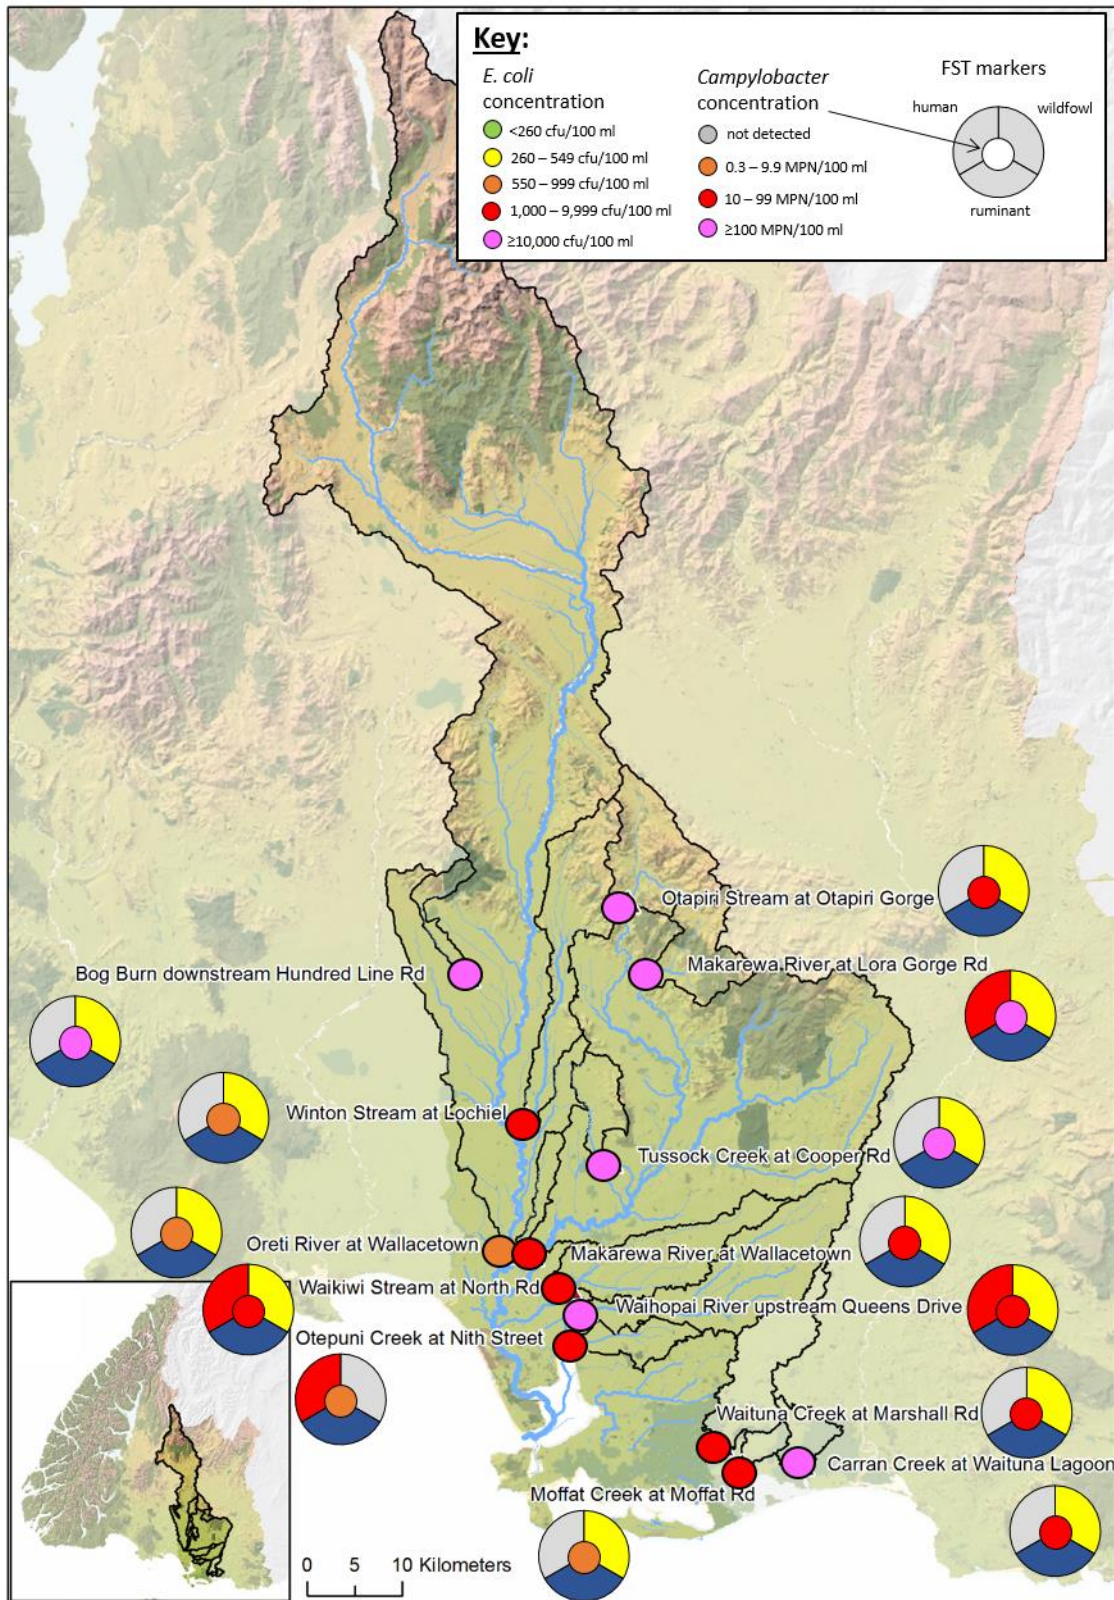 Key:
E. coli
concentration
<260 cfu/100 ml
260 – 549 cfu/100 ml
550 – 999 cfu/100 ml
1,000 – 9,999 cfu/100 ml
≥10,000 cfu/100 ml
Campylobacter
concentration
not detected
0.3 – 9.9 MPN/100 ml
10 – 99 MPN/100 ml
≥100 MPN/100 ml
FST markers
human
wildfowl
ruminant
Otapiri Stream at Otapiri Gorge
Bog Burn downstream Hundred Line Rd
Makarewa River at Lora Gorge Rd
Winton Stream at Lochiel
Tussock Creek at Cooper Rd
Oreti River at Wallacetown
Makarewa River at Wallacetown
Waikiwi Stream at North Rd
Waihopai River upstream Queens Drive
Otepuni Creek at Nith Street
Waituna Creek at Marshall Rd
Carran Creek at Waituna Lagoon
Moffat Creek at Moffat Rd
0 5 10 Kilometers